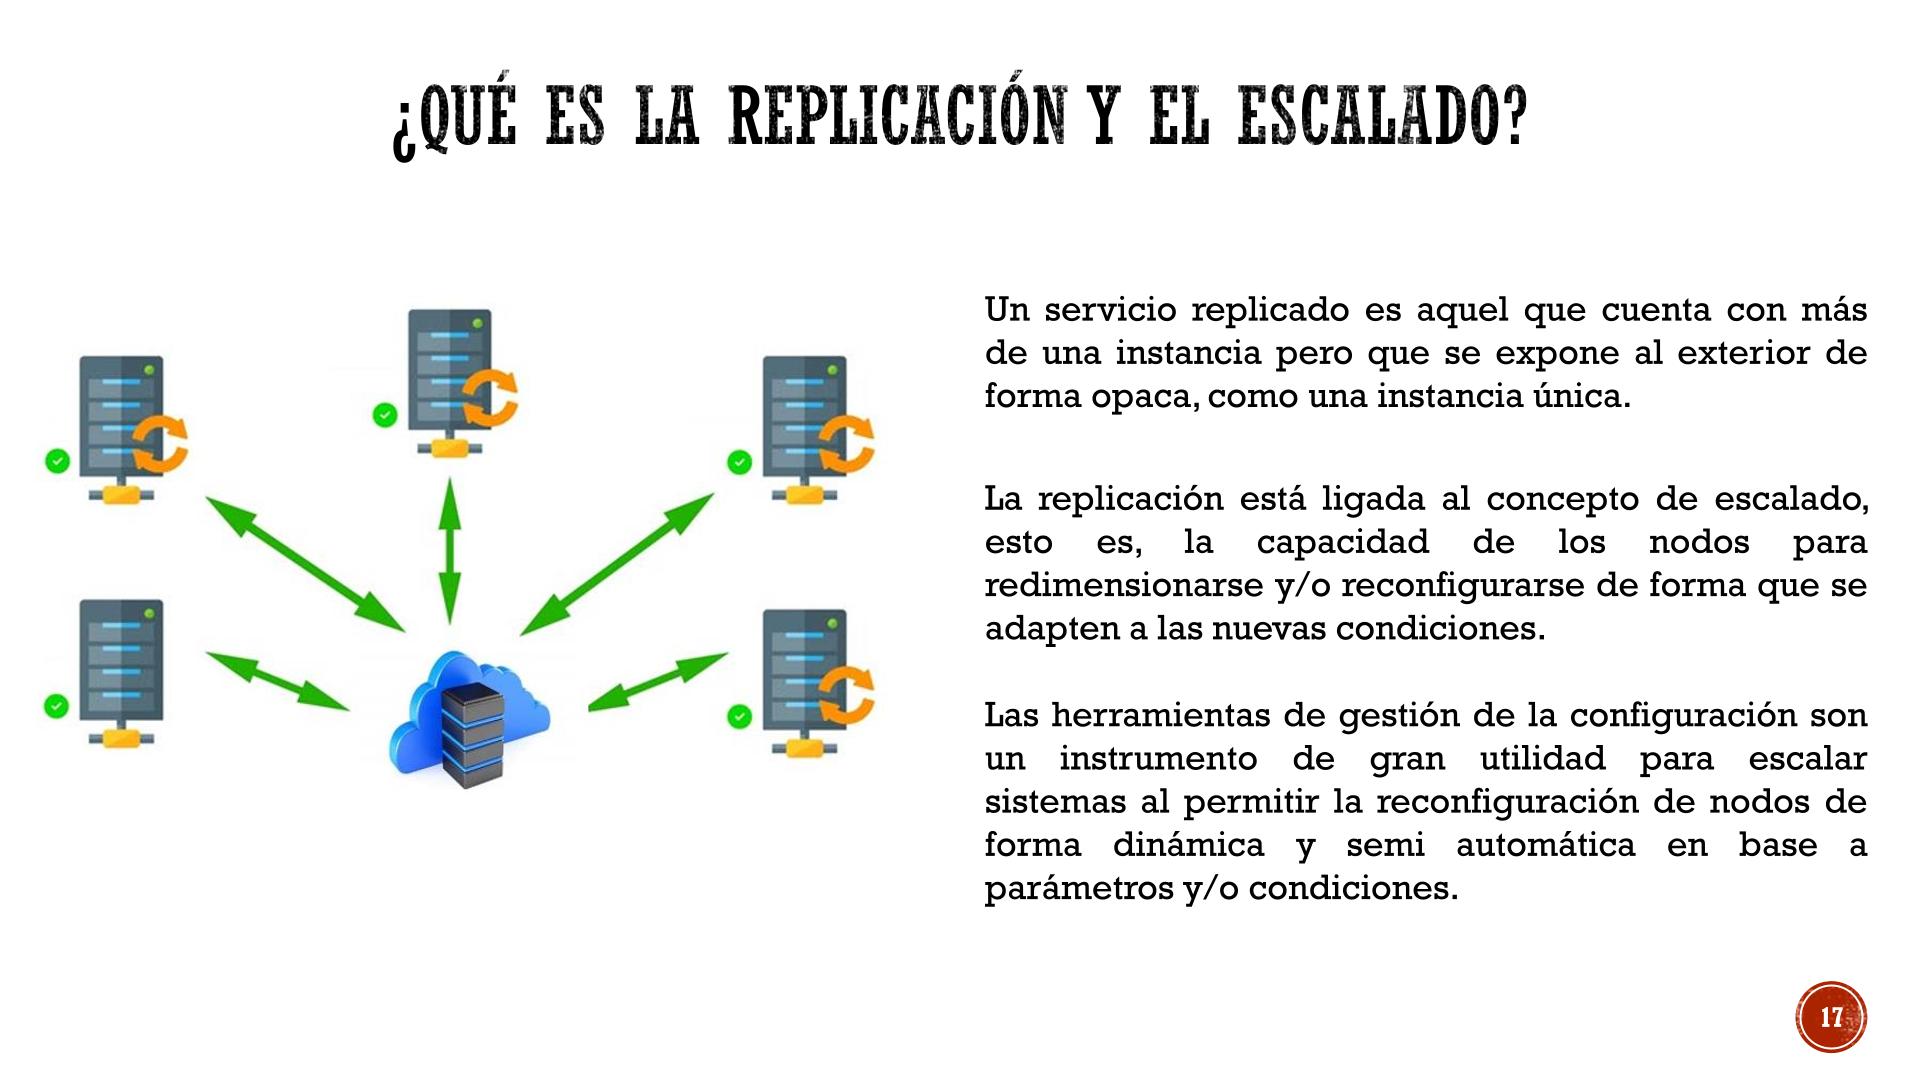 ¿QUÉ ES LA REPLICACIÓN Y EL ESCALADO?
Un servicio replicado es aquel que cuenta con más
de una instancia pero que se expone al exterior de
forma opaca, como una instancia única.
La replicación está ligada al concepto de escalado,
esto es, la capacidad de los nodos para
redimensionarse y/o reconfigurarse de forma que se
adapten a las nuevas condiciones.
Las herramientas de gestión de la configuración son
un instrumento de gran utilidad para escalar
sistemas al permitir la reconfiguración de nodos de
forma dinámica y semi automática en base a
parámetros y/o condiciones.
17